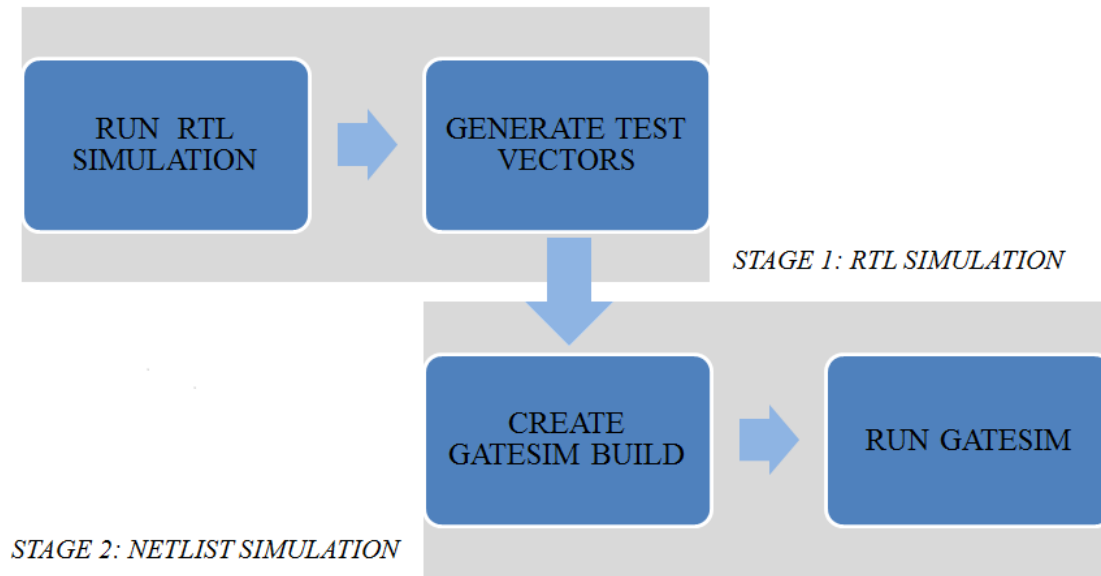 RUN RTL
SIMULATION
GENERATE TEST
VECTORS
STAGE 1: RTL SIMULATION
CREATE
GATESIM BUILD
RUN GATESIM
STAGE 2: NETLIST SIMULATION